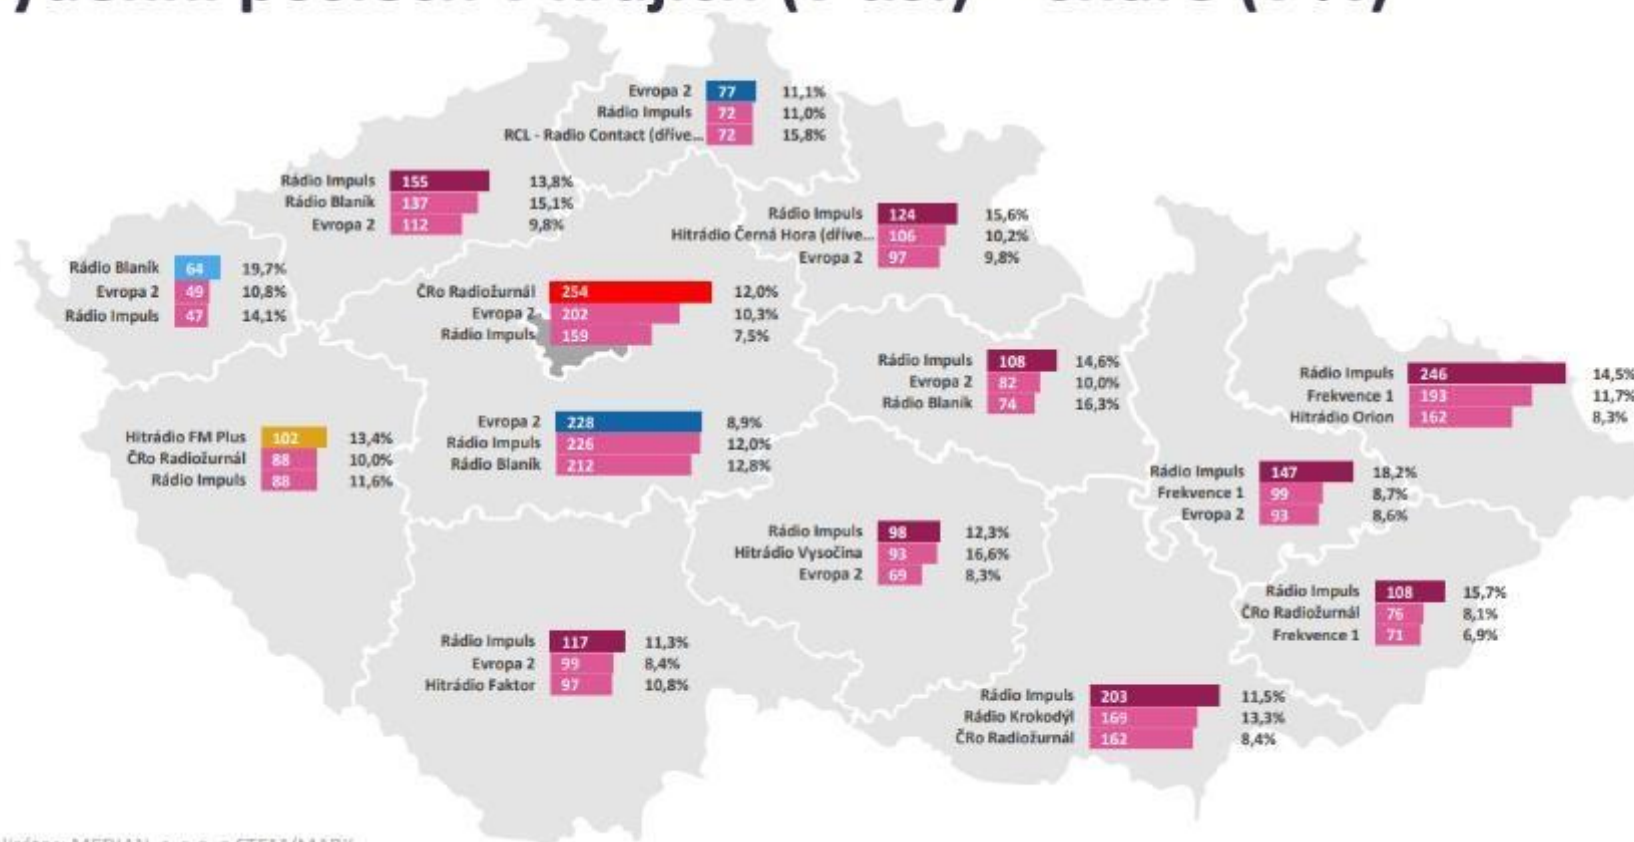 Evropa 2 77 11,1%
Rádio Impuls 72 11,0%
RCL - Radio Contact (dříve... 72 15,8%
Rádio Impuls 155 13,8%
Rádio Blaník 137 15,1%
Evropa 2 112 9,8%
Rádio Impuls 124 15,6%
Hitrádio Černá Hora (dříve... 106 10,2%
Evropa 2 97 9,8%
Rádio Blaník 64 19,7%
Evropa 2 49 10,8%
Rádio Impuls 47 14,1%
ČRo Radiožurnál 254 12,0%
Evropa 2 202 10,3%
Rádio Impuls 159 7,5%
Rádio Impuls 108 14,6%
Evropa 2 82 10,0%
Rádio Blaník 74 16,3%
Rádio Impuls 246 14,5%
Frekvence 1 193 11,7%
Hitrádio Orion 162 8,3%
Hitrádio FM Plus 102 13,4%
ČRo Radiožurnál 88 10,0%
Rádio Impuls 88 11,6%
Evropa 2 228 8,9%
Rádio Impuls 226 12,0%
Rádio Blaník 212 12,8%
Rádio Impuls 147 18,2%
Frekvence 1 99 8,7%
Evropa 2 93 8,6%
Rádio Impuls 98 12,3%
Hitrádio Vysočina 93 16,6%
Evropa 2 69 8,3%
Rádio Impuls 108 15,7%
ČRo Radiožurnál 76 8,1%
Frekvence 1 71 6,9%
Rádio Impuls 117 11,3%
Evropa 2 99 8,4%
Hitrádio Faktor 97 10,8%
Rádio Impuls 203 11,5%
Rádio Krokodýl 169 13,3%
ČRo Radiožurnál 162 8,4%